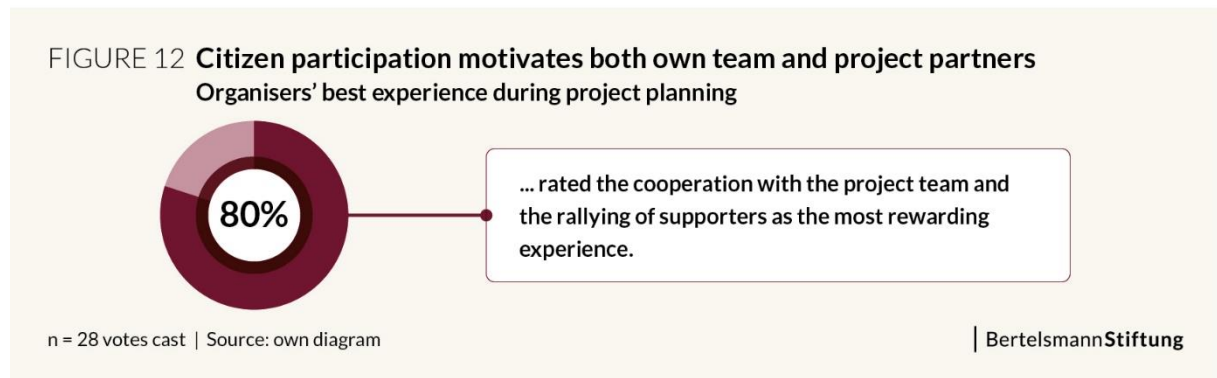 FIGURE 12 Citizen participation motivates both own team and project partners
Organisers’ best experience during project planning
80%
... rated the cooperation with the project team and
the rallying of supporters as the most rewarding
experience.
n = 28 votes cast | Source: own diagram
BertelsmannStiftung